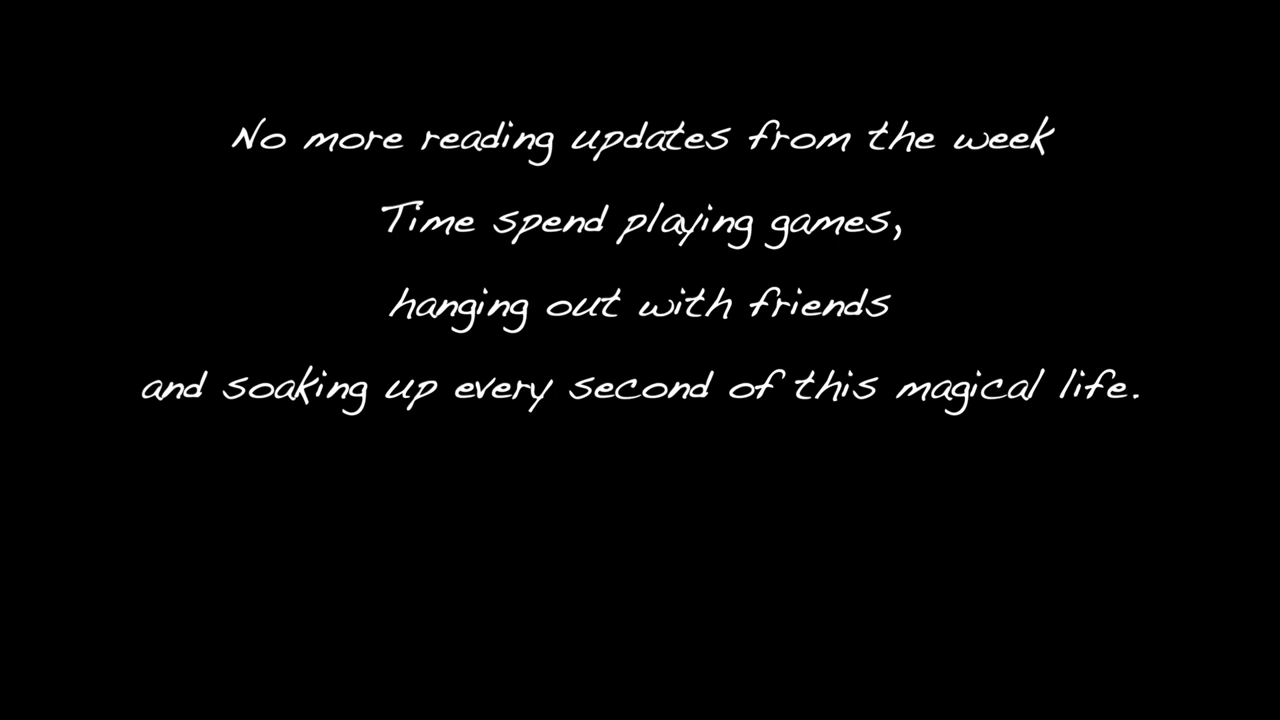 No more reading updates from the week
Time spend playing games,
hanging out with friends
and soaking up every second of this magical life.